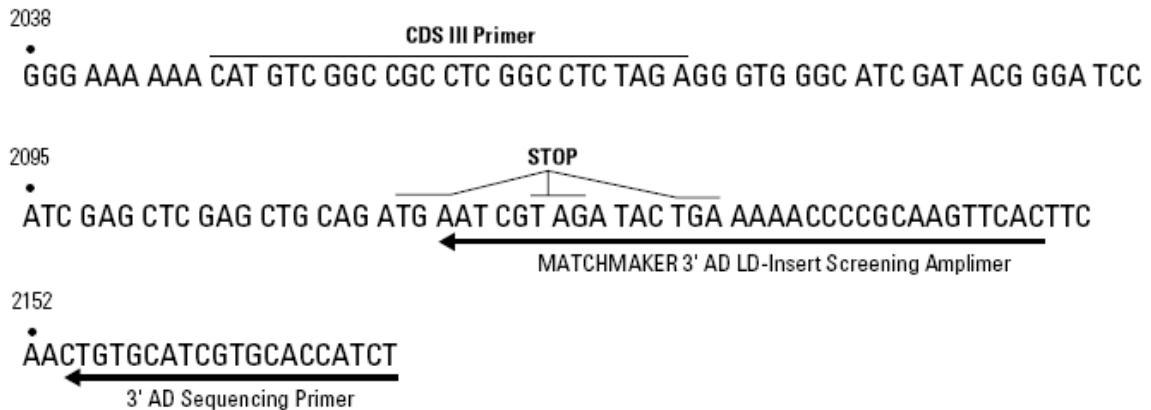 2038
CDS III Primer
GGG AAA AAA CAT GTC GGC CGC CTC GGC CTC TAG AGG GTG GGC ATC GAT ACG GGA TCC
2095
STOP
ATC GAG CTC GAG CTG CAG ATG AAT CGT AGA TAC TGA AAAACCCCGCAAGTTCACTTC
MATCHMAKER 3' AD LD-Insert Screening Amplimer
2152
AACTGTGCATCGTGCACCATCT
3' AD Sequencing Primer